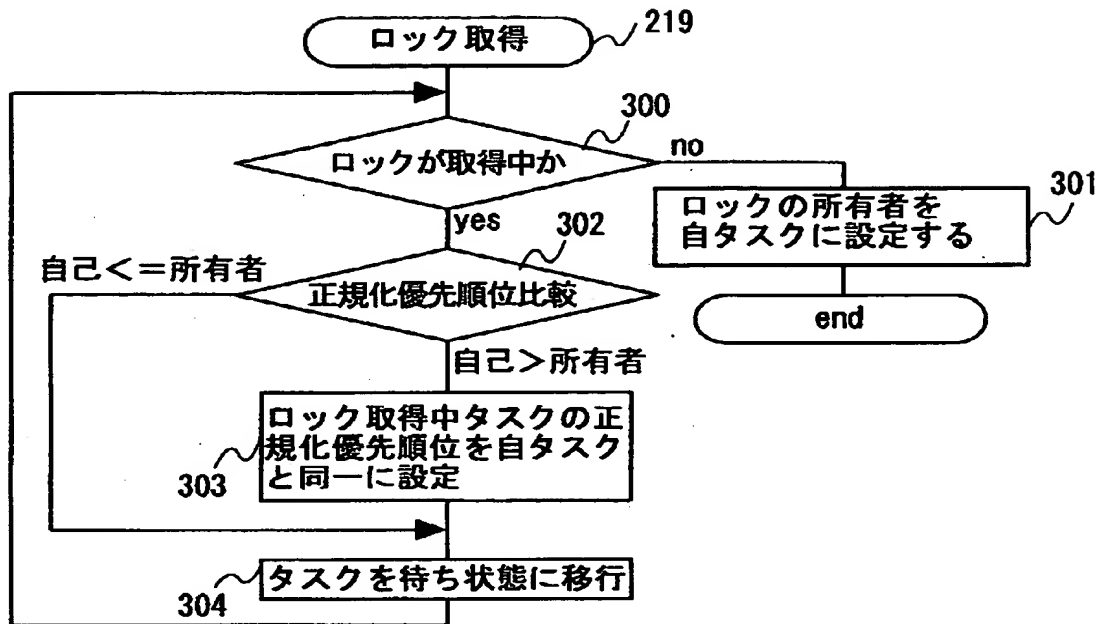 ロック取得
219
300
ロックが取得中か
no
301
ロックの所有者を
自タスクに設定する
yes
302
自己<=所有者
正規化優先順位比較
end
自己>所有者
ロック取得中タスクの正
規化優先順位を自タスク
と同一に設定
303
タスクを待ち状態に移行
304